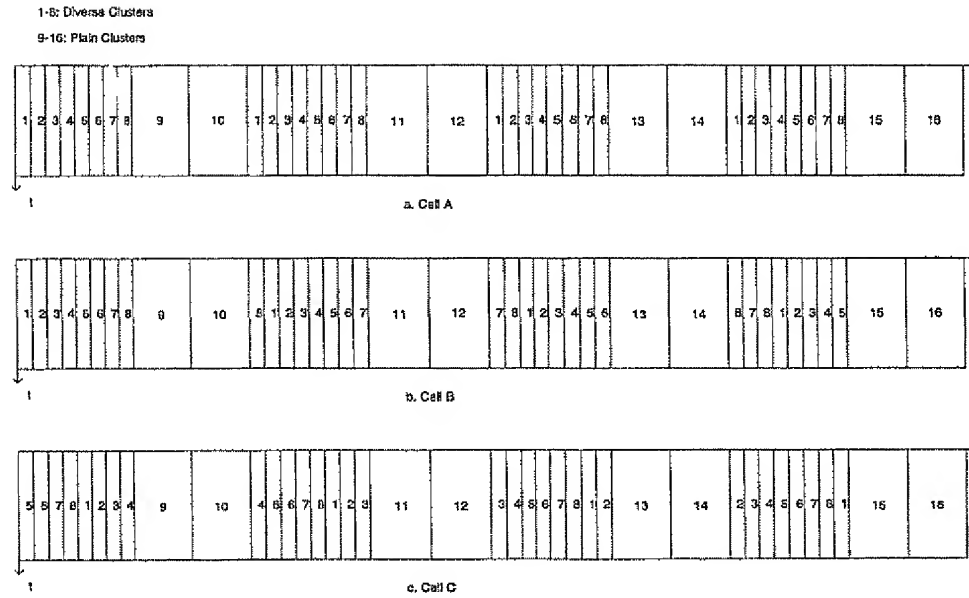 1-8: Diverse Clusters
9-16: Plain Clusters
1 2 3 4 5 6 7 8 9 10 1 2 3 4 5 6 7 8 11 12 1 2 3 4 5 6 7 8 13 14 1 2 3 4 5 6 7 8 15 16
t
a. Cell A
1 2 3 4 5 6 7 8 9 10 8 1 2 3 4 5 6 7 11 12 7 8 1 2 3 4 5 6 13 14 6 7 8 1 2 3 4 5 15 16
t
b. Cell B
5 6 7 8 1 2 3 4 9 10 4 5 6 7 8 1 2 3 11 12 3 4 5 6 7 8 1 2 13 14 2 3 4 5 6 7 8 1 15 16
t
c. Cell C